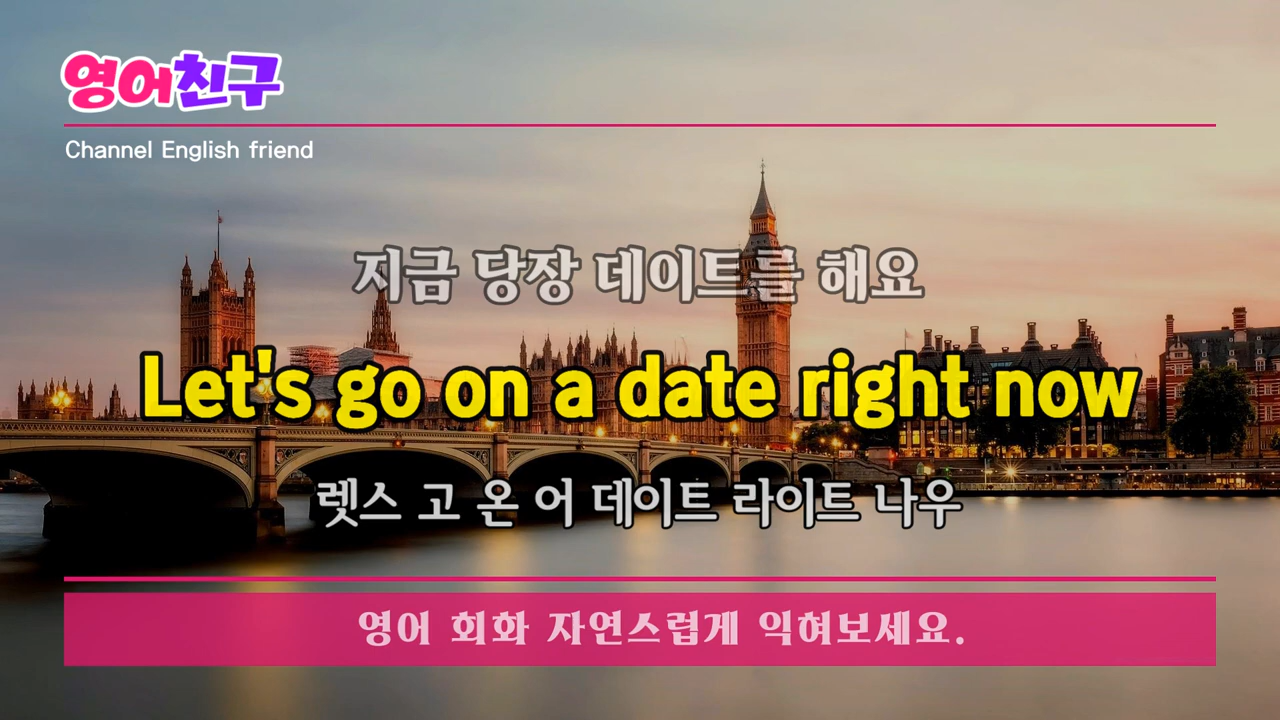 영어친구
Channel English friend
지금 당장 데이트를 해요
Let's go on a date right now
렛스 고 온 어 데이트 라이트 나우
영어 회화 자연스럽게 익혀보세요.